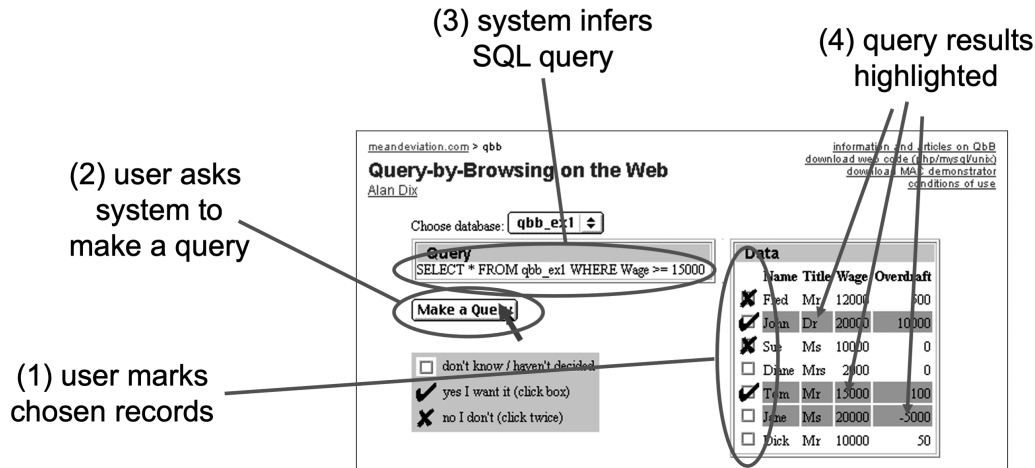 (3) system infers
SQL query
(4) query results
highlighted
(2) user asks
system to
make a query
(1) user marks
chosen records
meandeviation.com > qbb
Query-by-Browsing on the Web
Alan Dix
information and articles on QbB
download web code (php/mysql/unix)
download MAC demonstrator
conditions of use
Choose database: qbb_ex1
Query
SELECT * FROM qbb_ex1 WHERE Wage >= 15000
Make a Query
don't know / haven't decided
yes I want it (click box)
no I don't (click twice)
Data
Name Title Wage Overdraft
Fred Mr 12000 500
John Dr 20000 10000
Sue Ms 10000 0
Diane Mrs 2000 0
Tom Mr 15000 100
Jane Ms 20000 -5000
Dick Mr 10000 50